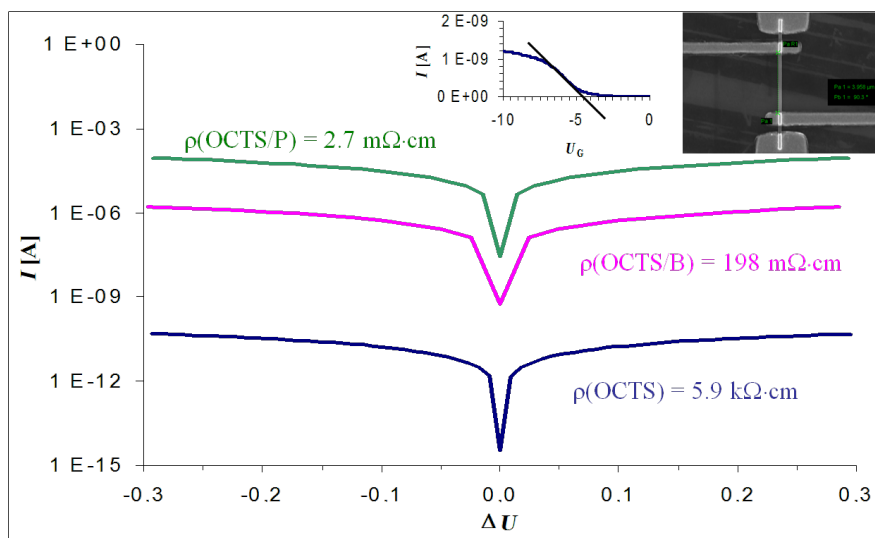 1 E+00
1 E-03
1 E-06
1 E-09
1 E-12
1 E-15
I [A]
-0.3
-0.2
-0.1
0.0
0.1
0.2
0.3
ΔU
ρ(OCTS/P) = 2.7 mΩ·cm
ρ(OCTS/B) = 198 mΩ·cm
ρ(OCTS) = 5.9 kΩ·cm
2 E-09
1 E-09
0 E+00
I [A]
-10
-5
0
UG